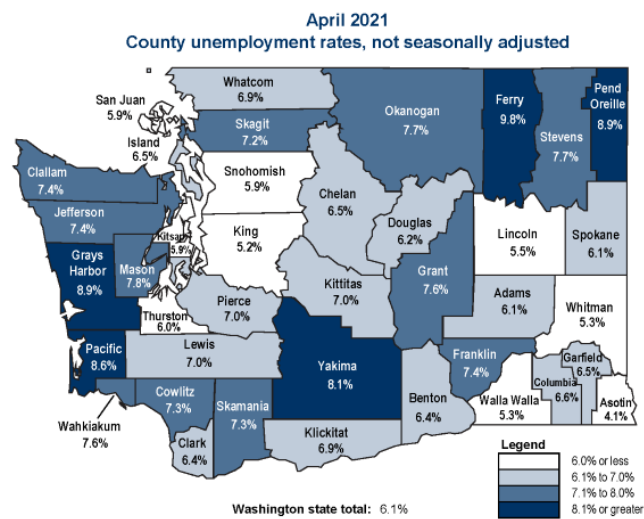 April 2021
County unemployment rates, not seasonally adjusted
Whatcom
6.9%
San Juan
5.9%
Island
6.5%
Skagit
7.2%
Okanogan
7.7%
Ferry
9.8%
Stevens
7.7%
Pend
Oreille
8.9%
Clallam
7.4%
Snohomish
5.9%
Chelan
6.5%
Jefferson
7.4%
Kitsap
5.9%
King
5.2%
Douglas
6.2%
Lincoln
5.5%
Spokane
6.1%
Grays
Harbor
8.9%
Mason
7.8%
Grant
7.6%
Kittitas
7.0%
Pierce
7.0%
Thurston
6.0%
Adams
6.1%
Whitman
5.3%
Pacific
8.6%
Lewis
7.0%
Yakima
8.1%
Franklin
7.4%
Garfield
6.5%
Columbia
6.6%
Wahkiakum
7.6%
Cowlitz
7.3%
Skamania
7.3%
Benton
6.4%
Walla Walla
5.3%
Asotin
4.1%
Clark
6.4%
Klickitat
6.9%
Legend
6.0% or less
6.1% to 7.0%
7.1% to 8.0%
8.1% or greater
Washington state total: 6.1%